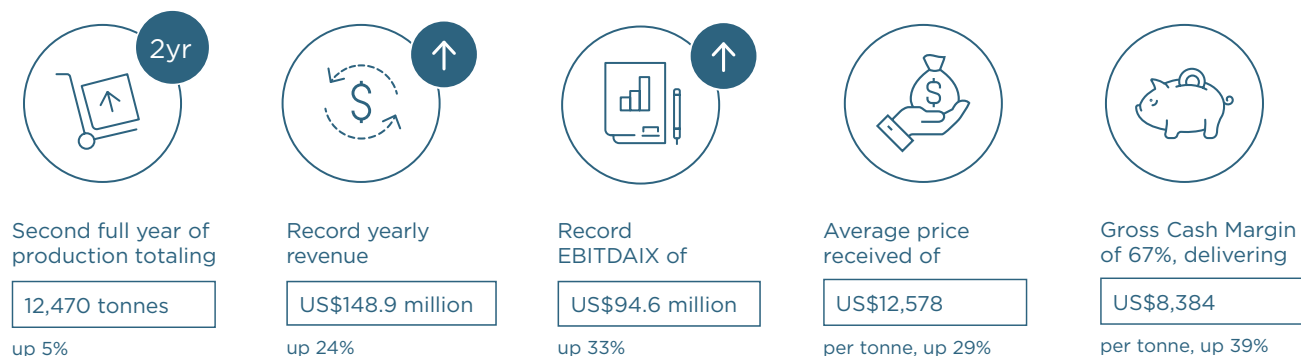 2yr
$
$
Second full year of
production totaling
12,470 tonnes
up 5%
Record yearly
revenue
US$148.9 million
up 24%
Record
EBITDAIX of
US$94.6 million
up 33%
Average price
received of
US$12,578
per tonne, up 29%
Gross Cash Margin
of 67%, delivering
US$8,384
per tonne, up 39%